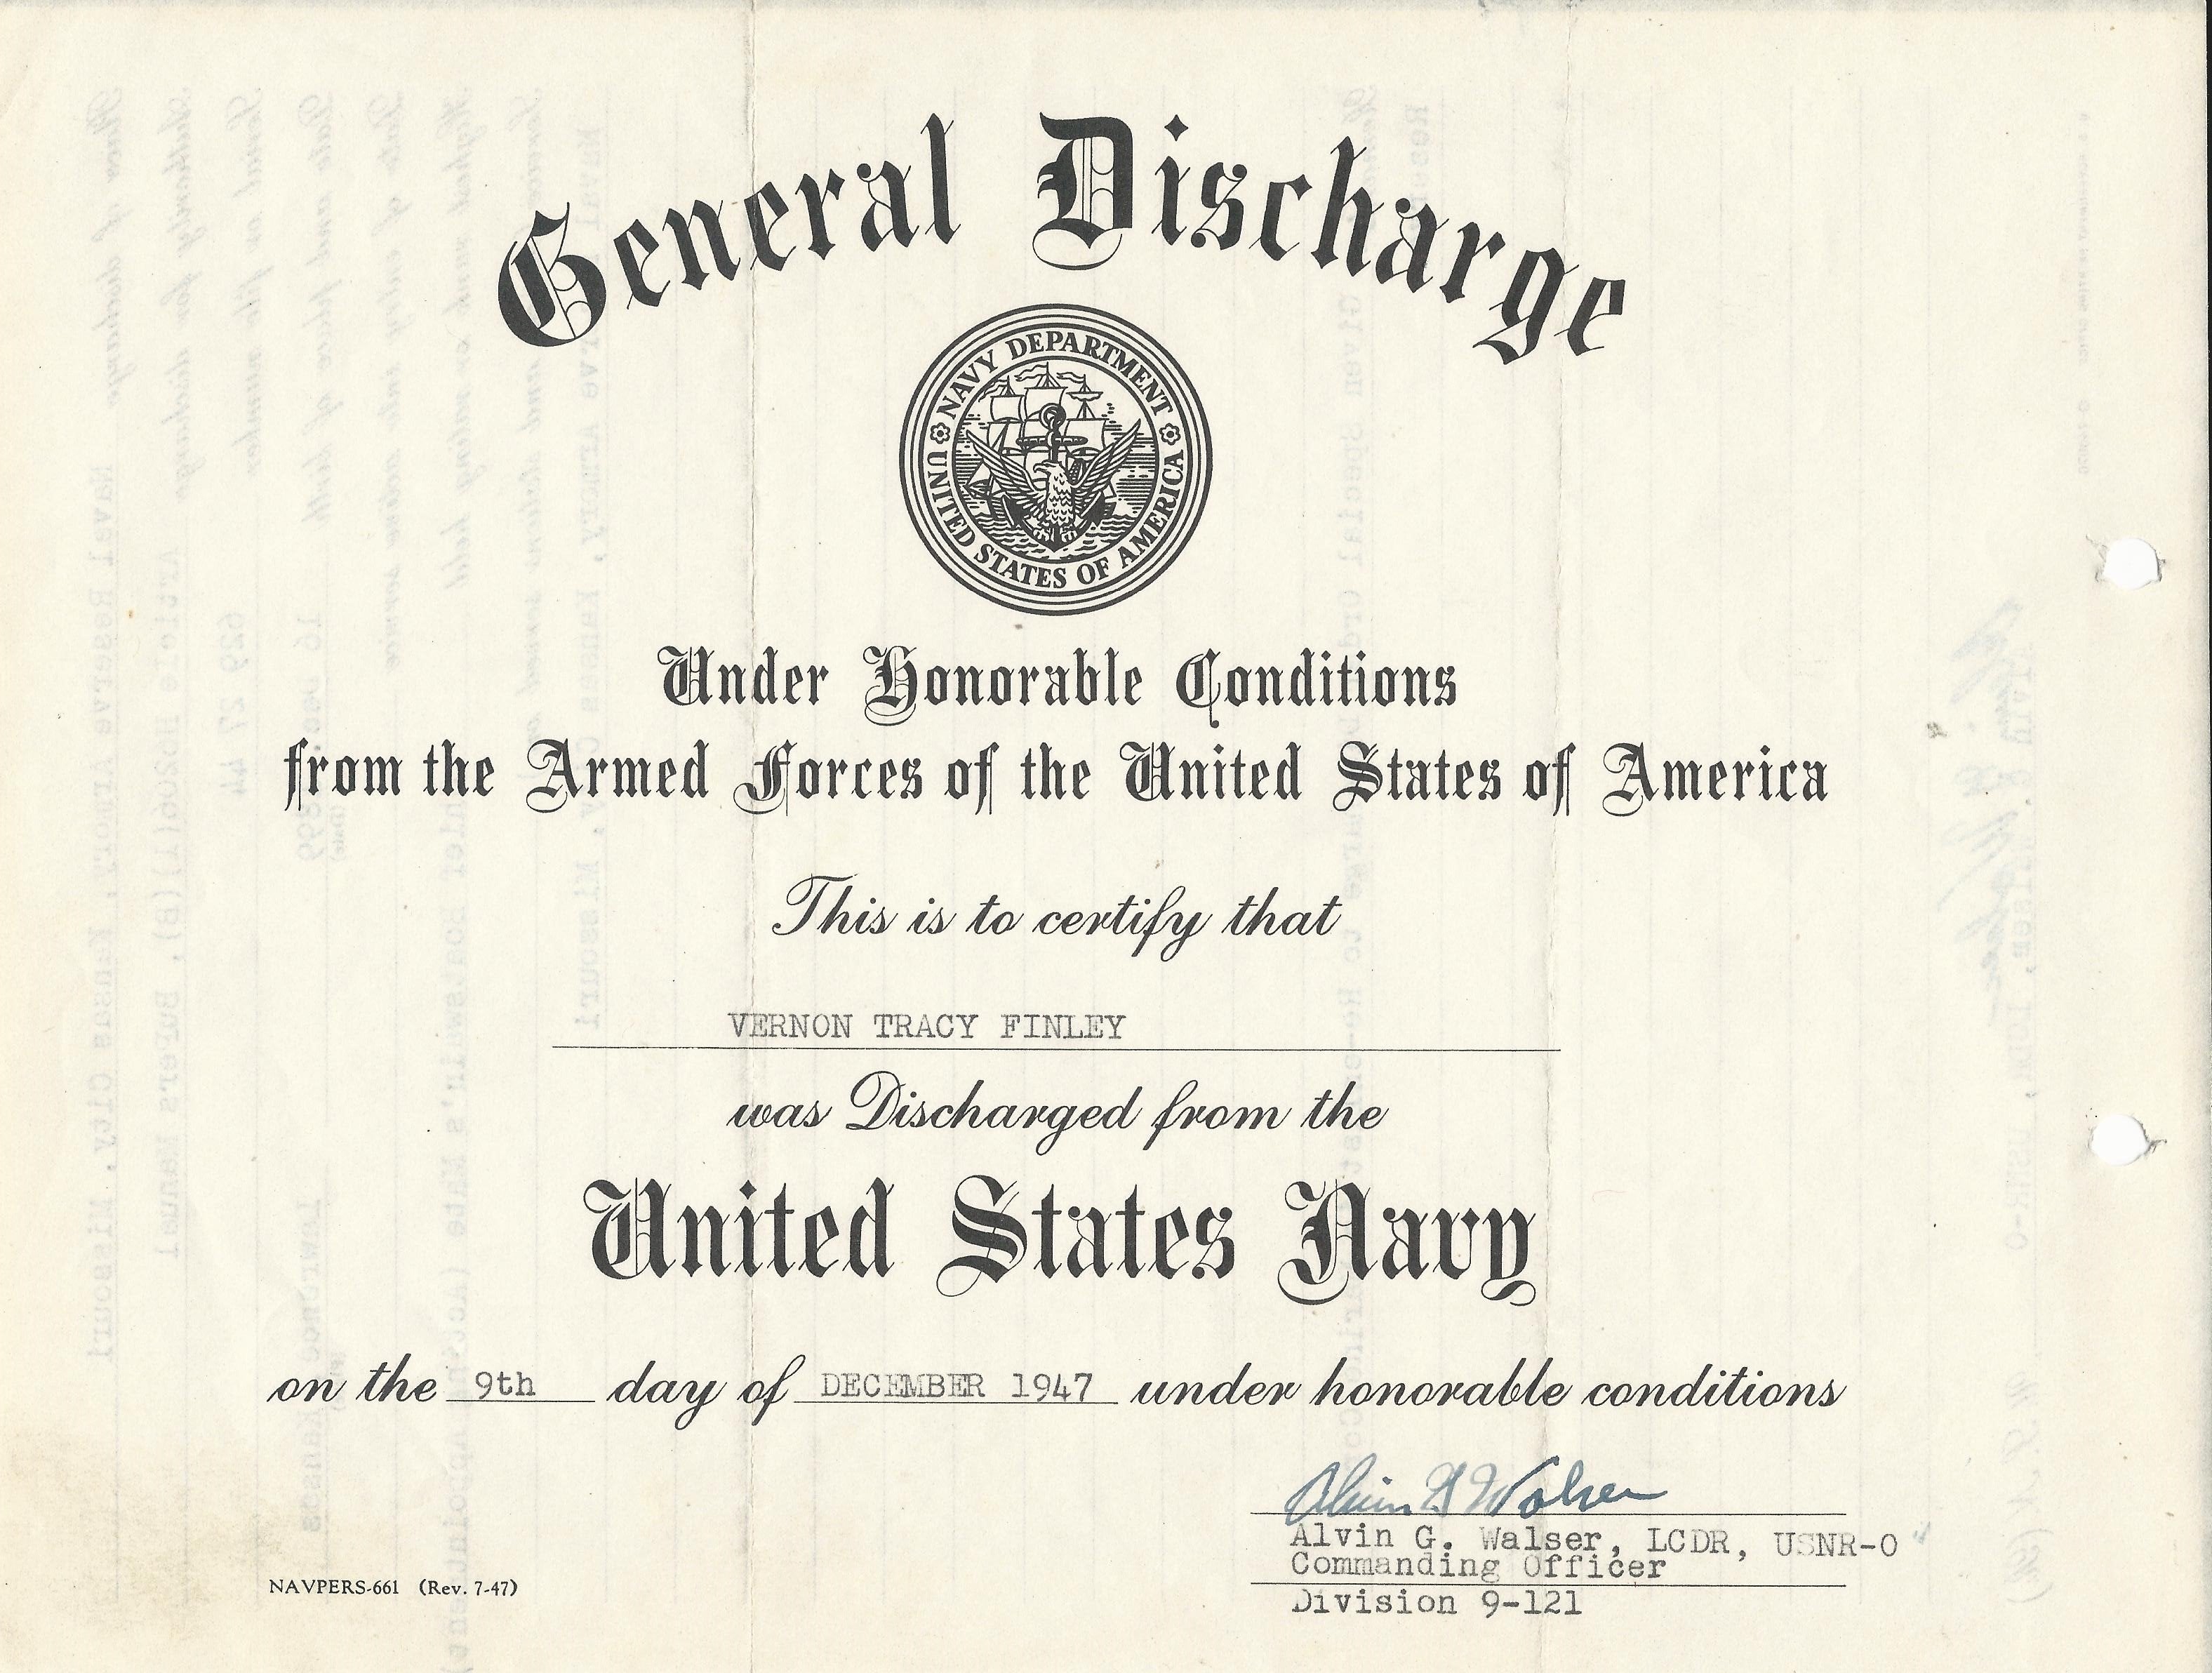 General Discharge
NAVY DEPARTMENT
UNITED STATES OF AMERICA
Under Honorable Conditions
from the Armed Forces of the United States of America
This is to certify that
VERNON TRACY FINLEY
was Discharged from the
United States Navy
on the 9th day of DECEMBER 1947 under honorable conditions
Alvin G Walser
Alvin G. Walser, LCDR, USNR-O
Commanding Officer
Division 9-121
NAVPERS-661 (Rev. 7-47)